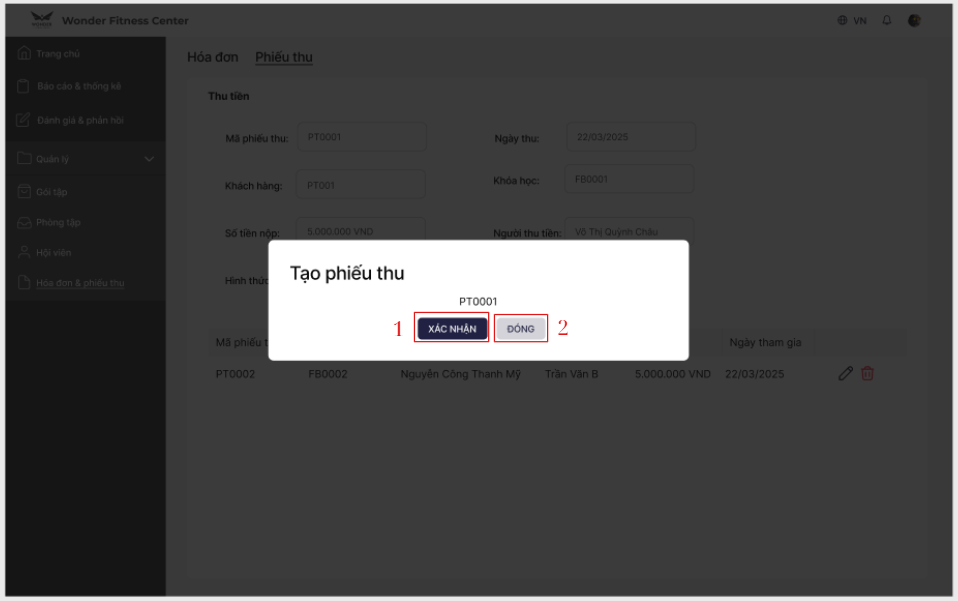 Wonder Fitness Center
VN
Trang chủ
Báo cáo & thống kê
Đánh giá & phản hồi
Quản lý
Gói tập
Phòng tập
Hội viên
Hóa đơn & phiếu thu
Hóa đơn Phiếu thu
Thu tiền
Mã phiếu thu: PT0001 Ngày thu: 22/03/2025
Khách hàng: PT001 Khóa học: FB0001
Số tiền nộp: 5.000.000 VND Người thu tiền: Võ Thị Quỳnh Châu
Hình thức
Tạo phiếu thu
PT0001
1 XÁC NHẬN ĐÓNG 2
Mã phiếu Ngày tham gia
PT0002 FB0002 Nguyễn Công Thanh Mỹ Trần Văn B 5.000.000 VND 22/03/2025